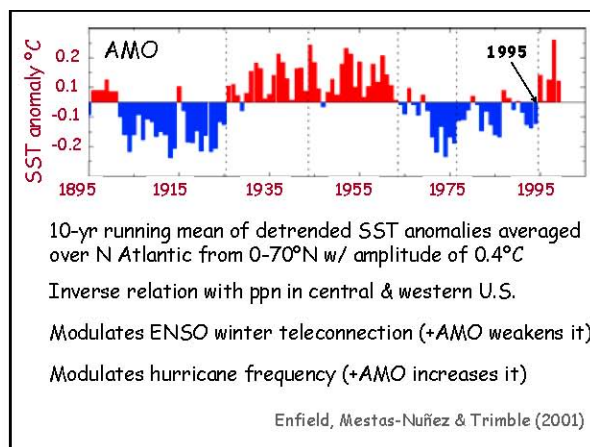 AMO
1995
SST anomaly °C
0.2
0.1
-0.1
-0.2
1895 1915 1935 1955 1975 1995
10-yr running mean of detrended SST anomalies averaged
over N Atlantic from 0-70°N w/ amplitude of 0.4°C
Inverse relation with ppn in central & western U.S.
Modulates ENSO winter teleconnection (+AMO weakens it)
Modulates hurricane frequency (+AMO increases it)
Enfield, Mestas-Nuñez & Trimble (2001)